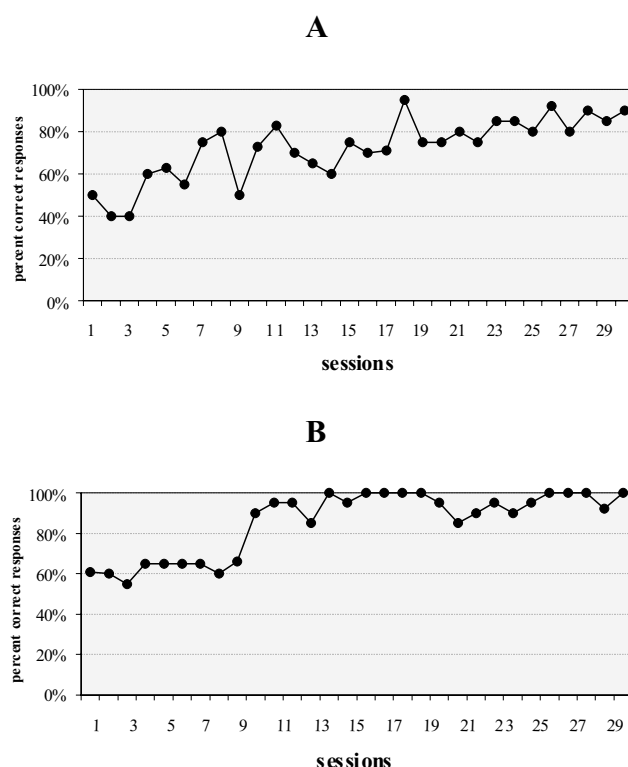 A
100%
80%
60%
40%
20%
0%
percent correct responses
1 3 5 7 9 11 13 15 17 19 21 23 25 27 29
sessions
B
100%
80%
60%
40%
20%
0%
percent correct responses
1 3 5 7 9 11 13 15 17 19 21 23 25 27 29
sessions